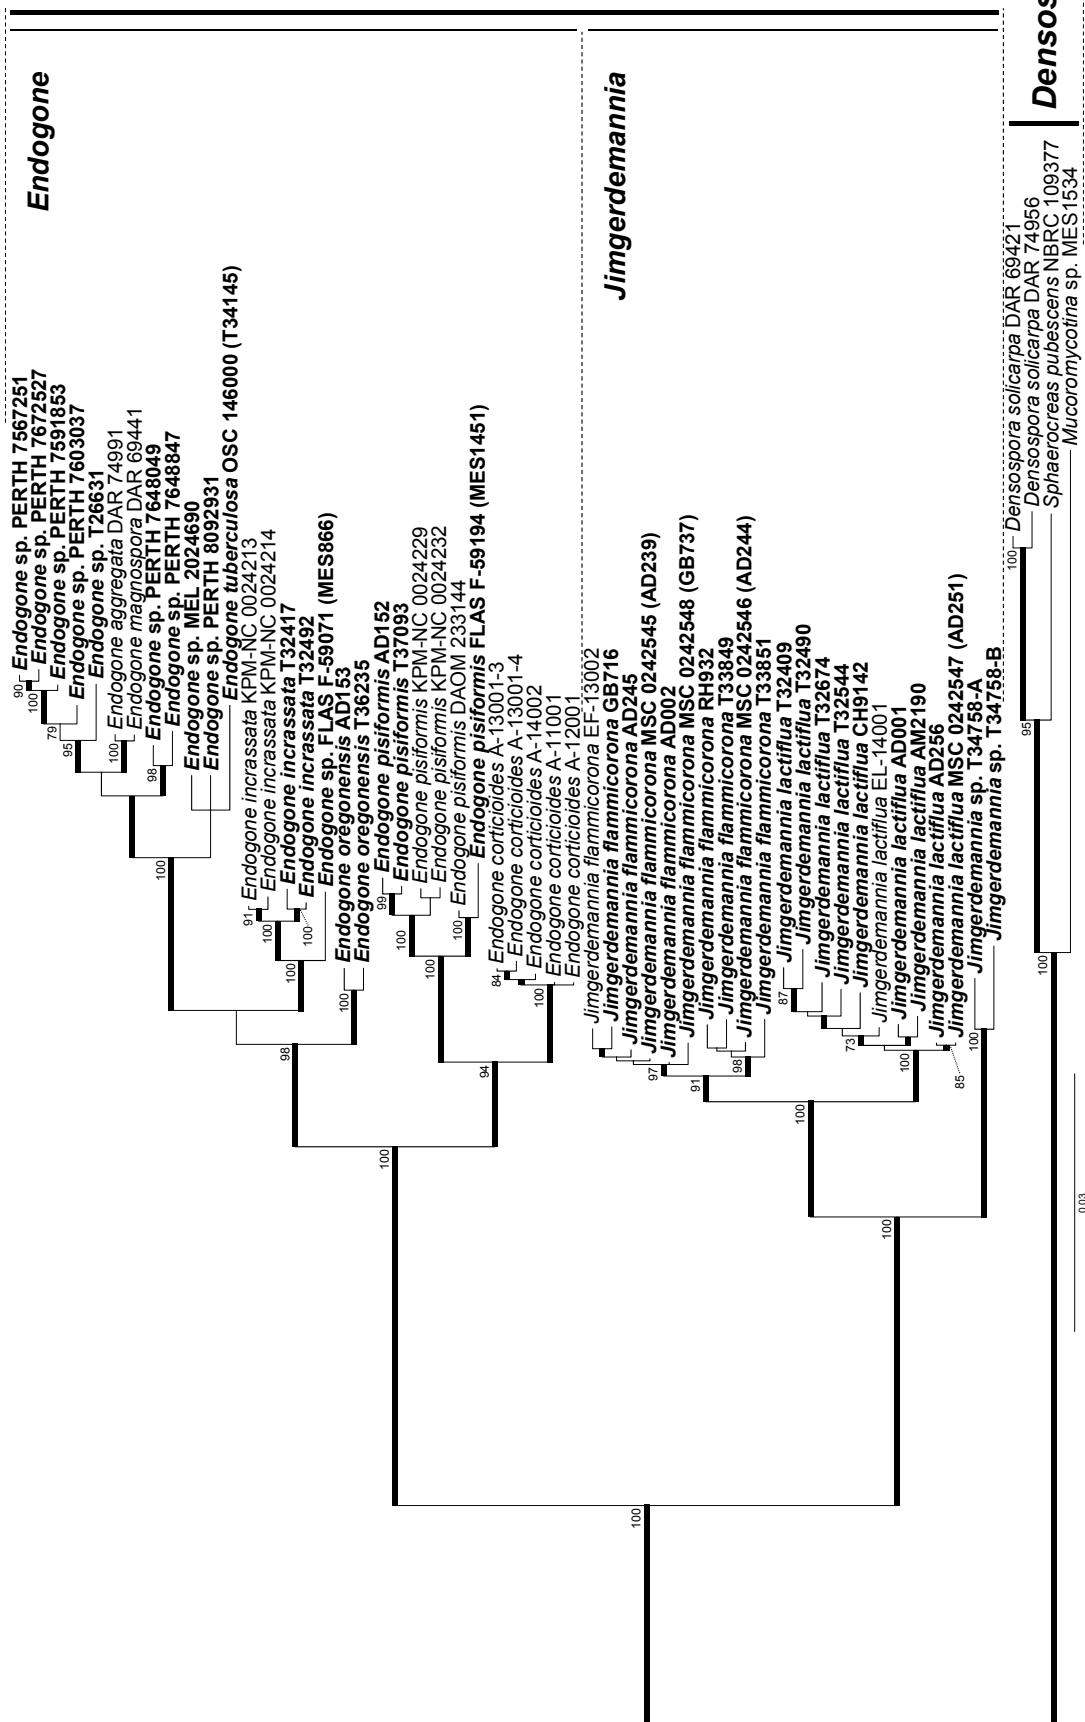 Endogone
Endogone sp. PERTH 7567251
Endogone sp. PERTH 7672527
Endogone sp. PERTH 7591853
Endogone sp. PERTH 7603037
Endogone sp. T26631
Endogone aggregata DAR 74991
Endogone magnospora DAR 69441
Endogone sp. PERTH 7648049
Endogone sp. PERTH 7648847
Endogone sp. MEL 2024690
Endogone sp. PERTH 8092931
Endogone tuberculosa OSC 146000 (T34145)
Endogone incrassata KPM-NC 0024213
Endogone incrassata KPM-NC 0024214
Endogone incrassata T32417
Endogone incrassata T32492
Endogone sp. FLAS F-59071 (MES866)
Endogone oregonensis AD153
Endogone oregonensis T36235
Endogone pisiformis AD152
Endogone pisiformis T37093
Endogone pisiformis KPM-NC 0024229
Endogone pisiformis KPM-NC 0024232
Endogone pisiformis DAOM 233144
Endogone pisiformis FLAS F-59194 (MES1451)
Endogone corticioides A-13001-3
Endogone corticioides A-13001-4
Endogone corticioides A-14002
Endogone corticioides A-11001
Endogone corticioides A-12001
Jimgerdemannia
Jimgerdemannia flammicorona EF-13002
Jimgerdemannia flammicorona GB716
Jimgerdemannia flammicorona AD245
Jimgerdemannia flammicorona MSC 0242545 (AD239)
Jimgerdemannia flammicorona AD002
Jimgerdemannia flammicorona MSC 0242548 (GB737)
Jimgerdemannia flammicorona RH932
Jimgerdemannia flammicorona T33849
Jimgerdemannia flammicorona MSC 0242546 (AD244)
Jimgerdemannia flammicorona T33851
Jimgerdemannia lactiflua T32409
Jimgerdemannia lactiflua T32490
Jimgerdemannia lactiflua T32674
Jimgerdemannia lactiflua T32544
Jimgerdemannia lactiflua CH9142
Jimgerdemannia lactiflua EL-14001
Jimgerdemannia lactiflua AD001
Jimgerdemannia lactiflua AM2190
Jimgerdemannia lactiflua AD256
Jimgerdemannia lactiflua MSC 0242547 (AD251)
Jimgerdemannia sp. T34758-A
Jimgerdemannia sp. T34758-B
Densos
Densospora solicarpa DAR 69421
Densospora solicarpa DAR 74956
Sphaerocreas pubescens NBRC 109377
Mucoromycotina sp. MES1534
90
100
79
95
100
98
100
91
100
100
100
100
98
99
100
100
100
84
100
94
100
97
91
98
100
87
73
100
85
100
100
100
100
95
100
0.03